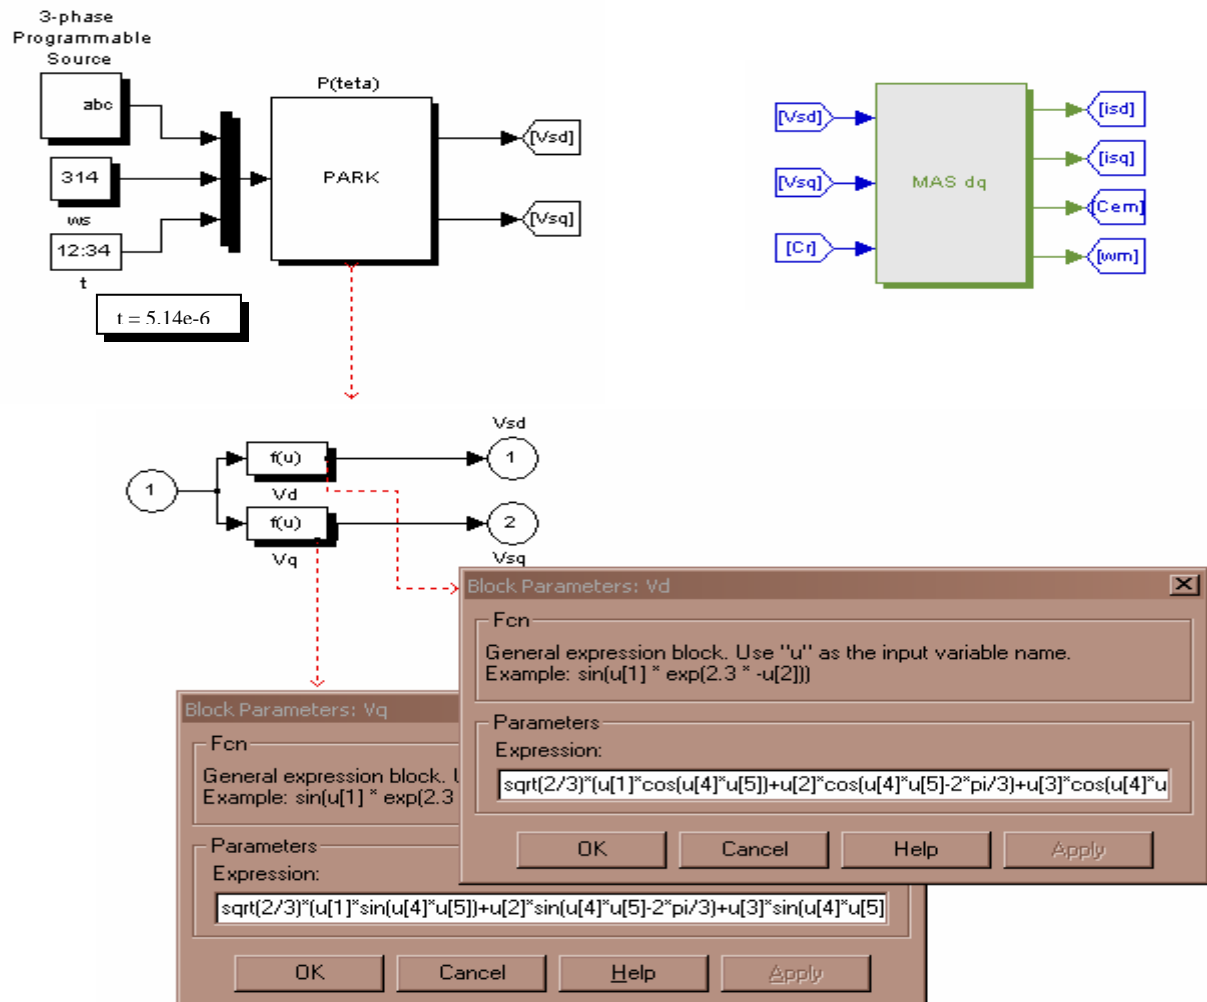 3-phase
Programmable
Source
abc
314
ws
12:34
t
t = 5.14e-6
P(teta)
PARK
[Vsd]
[Vsq]
[Vsd]
[Vsq]
[Cr]
MAS dq
[isd]
[isq]
[Cem]
[wm]
1
f(u)
Vd
f(u)
Vq
Vsd
1
2
Vsq
Block Parameters: Vd
Fcn
General expression block. Use "u" as the input variable name.
Example: sin(u[1] * exp(2.3 * -u[2]))
Parameters
Expression:
sqrt(2/3)*(u[1]*cos(u[4]*u[5])+u[2]*cos(u[4]*u[5]-2*pi/3)+u[3]*cos(u[4]*u
OK Cancel Help Apply
Block Parameters: Vq
Fcn
General expression block.
Example: sin(u[1] * exp(2.3
Parameters
Expression:
sqrt(2/3)*(u[1]*sin(u[4]*u[5])+u[2]*sin(u[4]*u[5]-2*pi/3)+u[3]*sin(u[4]*u[5]
OK Cancel Help Apply